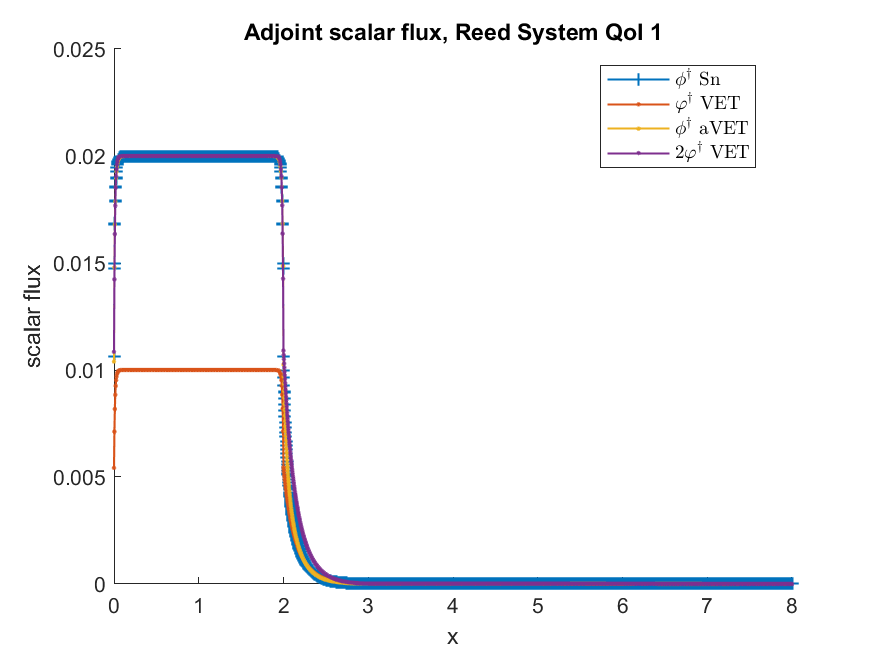 Adjoint scalar flux, Reed System QoI 1
0.025
0.02
0.015
0.01
0.005
0
scalar flux
0 1 2 3 4 5 6 7 8
x
ϕ† Sn
φ† VET
ϕ† aVET
2φ† VET